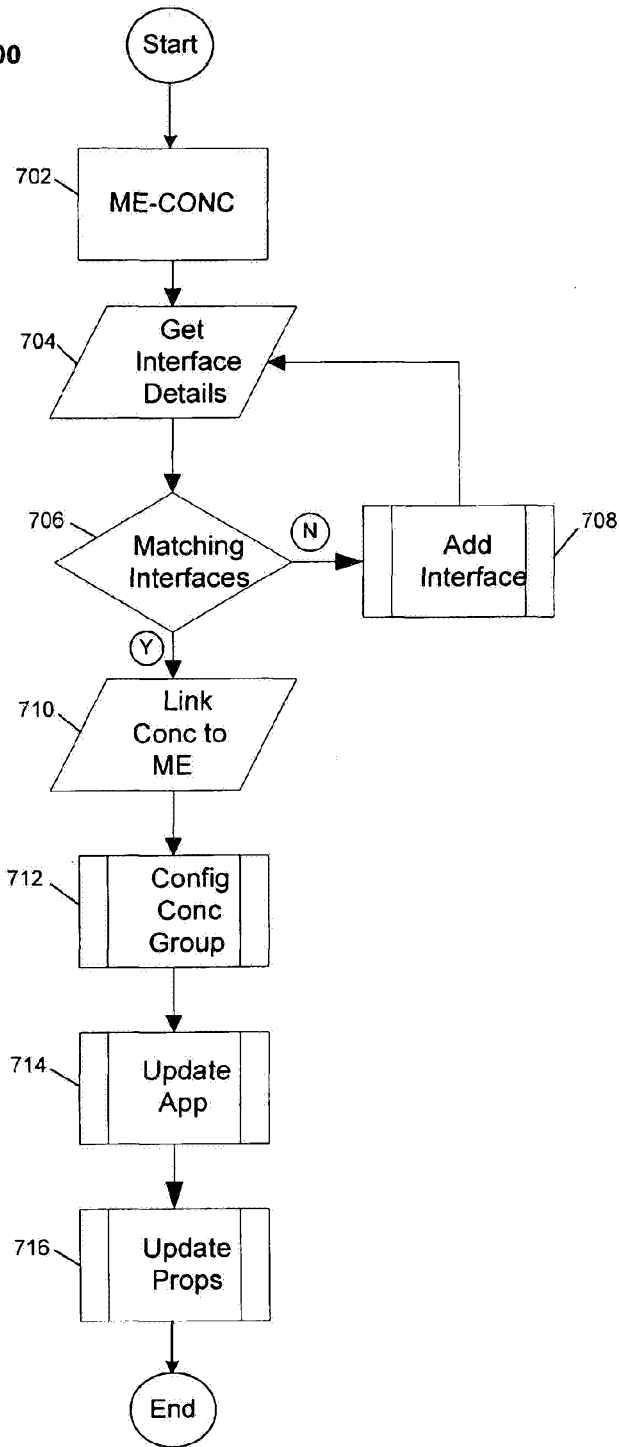 00
Start
702
ME-CONC
704
Get
Interface
Details
706
Matching
Interfaces
N
Add
Interface
708
Y
710
Link
Conc to
ME
712
Config
Conc
Group
714
Update
App
716
Update
Props
End